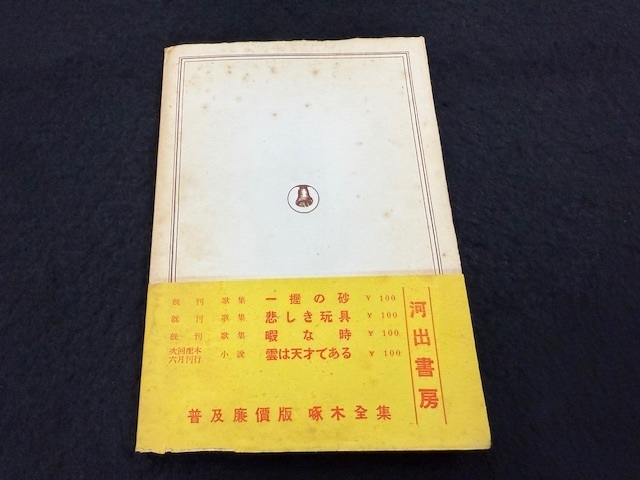 既刊 歌集 一握の砂 ¥100
既刊 歌集 悲しき玩具 ¥100
既刊 歌集 暇な時 ¥100
次回配本 六月刊行 小説 雲は天才である ¥100
普及廉價版 啄木全集
河出書房